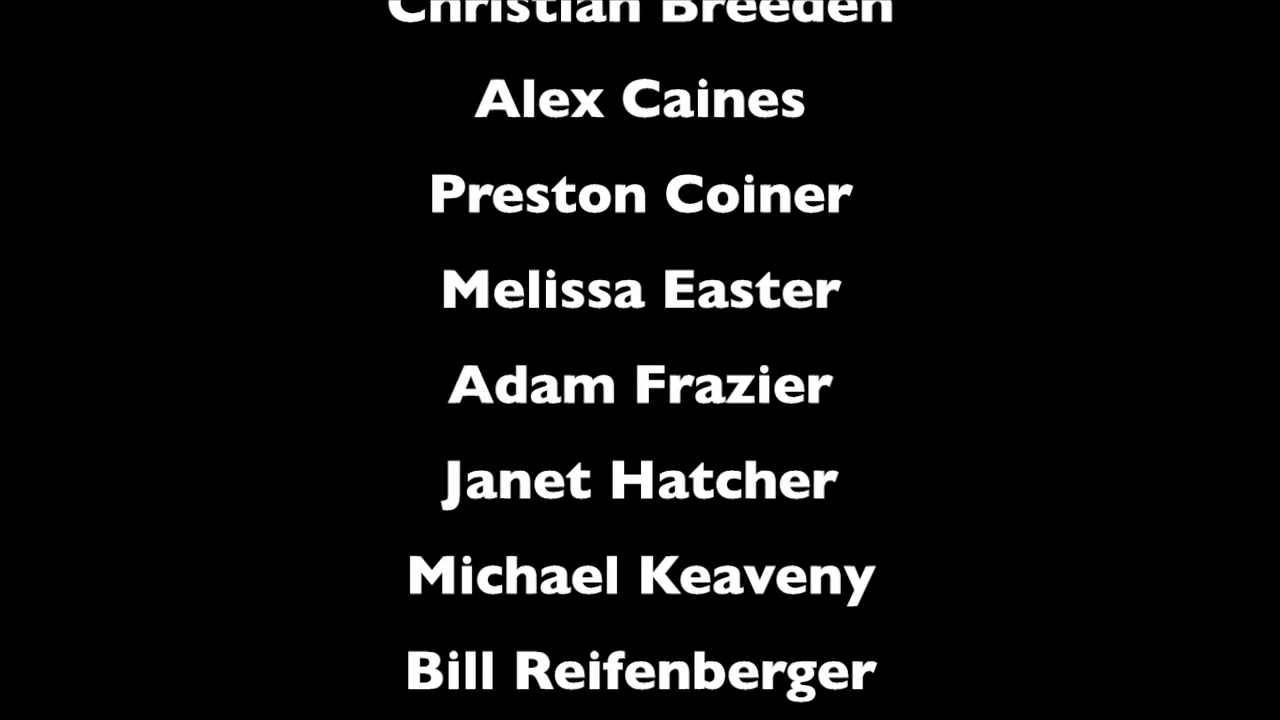 Christian Breeden
Alex Caines
Preston Coiner
Melissa Easter
Adam Frazier
Janet Hatcher
Michael Keaveny
Bill Reifenberger